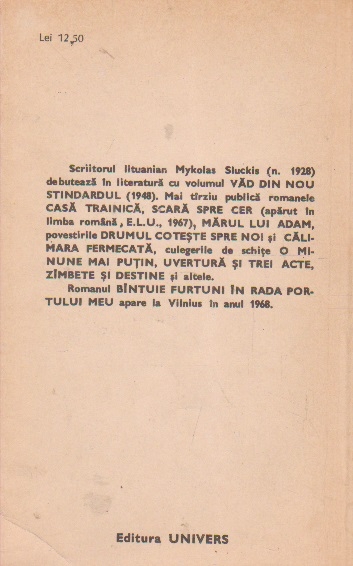 Lei 12,50
Scriitorul lituanian Mykolas Sluckis (n. 1928)
debutează în literatură cu volumul VĂD DIN NOU
STINDARDUL (1948). Mai tîrziu publică romanele
CASĂ TRAINICĂ, SCARĂ SPRE CER (apărut în
limba română, E.L.U., 1967), MĂRUL LUI ADAM,
povestirile DRUMUL COTEȘTE SPRE NOI și CĂLI-
MARA FERMECATĂ, culegerile de schițe O MI-
NUNE MAI PUȚIN, UVERTURĂ ȘI TREI ACTE,
ZÎMBETE ȘI DESTINE și altele.
Romanul BÎNTUIE FURTUNI ÎN RADA POR-
TULUI MEU apare la Vilnius în anul 1968.
Editura UNIVERS